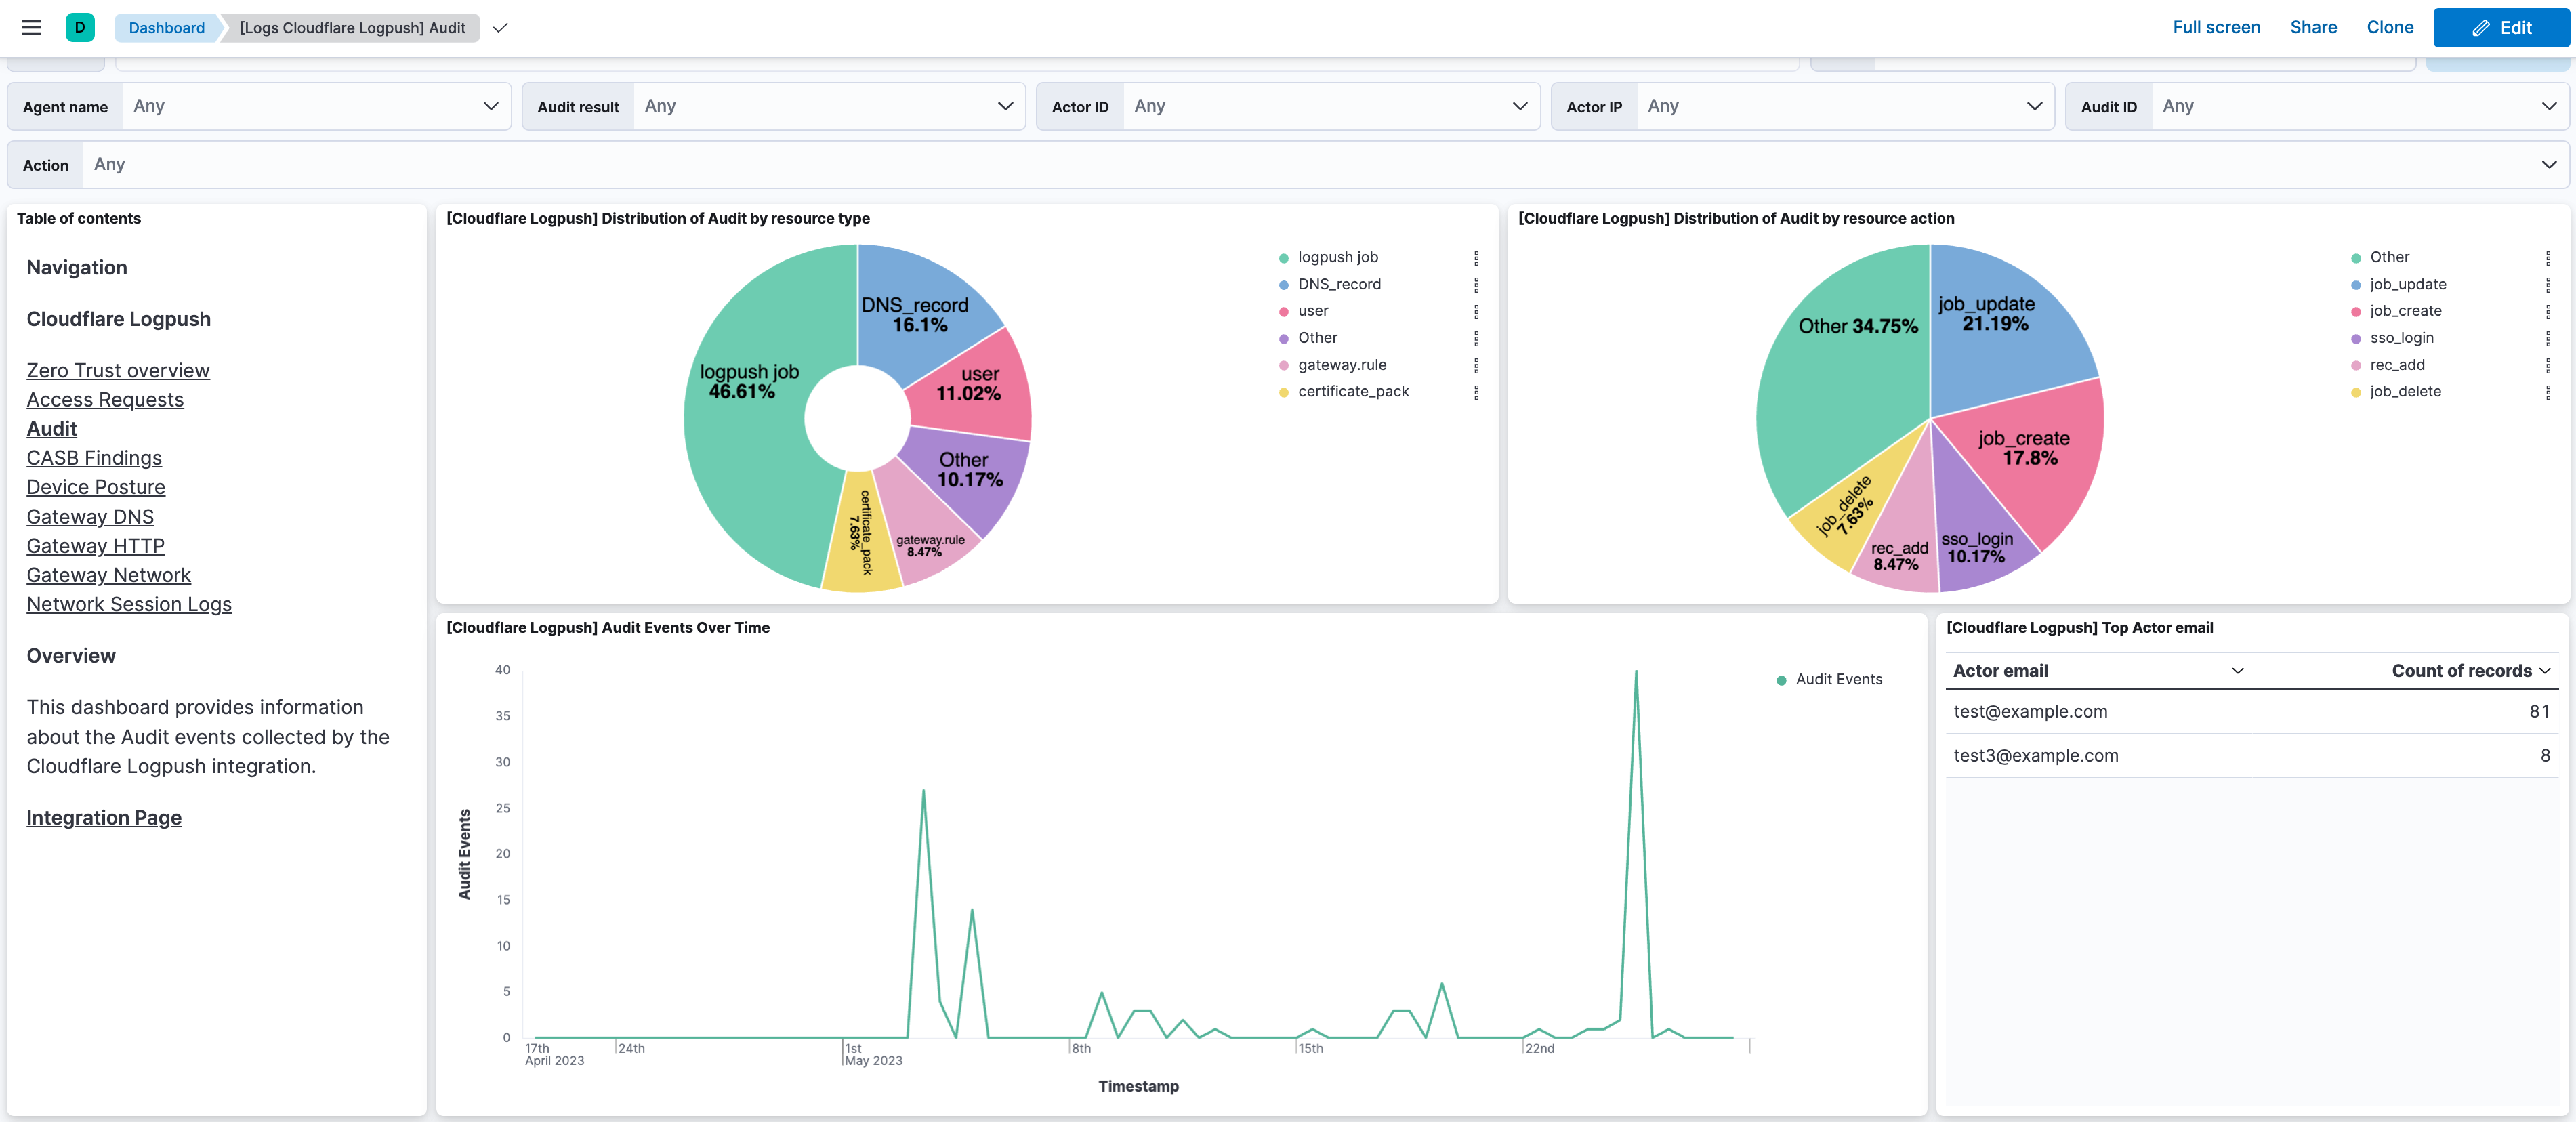 D
Dashboard
[Logs Cloudflare Logpush] Audit
Full screen
Share
Clone
Edit
Agent name
Any
Audit result
Any
Actor ID
Any
Actor IP
Any
Audit ID
Any
Action
Any
Table of contents
Navigation
Cloudflare Logpush
Zero Trust overview
Access Requests
Audit
CASB Findings
Device Posture
Gateway DNS
Gateway HTTP
Gateway Network
Network Session Logs
Overview
This dashboard provides information
about the Audit events collected by the
Cloudflare Logpush integration.
Integration Page
[Cloudflare Logpush] Distribution of Audit by resource type
DNS_record
16.1%
user
11.02%
Other
10.17%
gateway.rule
8.47%
certificate_pack
7.63%
logpush job
46.61%
logpush job
DNS_record
user
Other
gateway.rule
certificate_pack
[Cloudflare Logpush] Distribution of Audit by resource action
job_update
21.19%
job_create
17.8%
sso_login
10.17%
rec_add
8.47%
job_delete
7.63%
Other 34.75%
Other
job_update
job_create
sso_login
rec_add
job_delete
[Cloudflare Logpush] Audit Events Over Time
Audit Events
40
35
30
25
20
15
10
5
0
17th
April 2023
24th
1st
May 2023
8th
15th
22nd
Timestamp
Audit Events
[Cloudflare Logpush] Top Actor email
Actor email
Count of records
test@example.com
81
test3@example.com
8